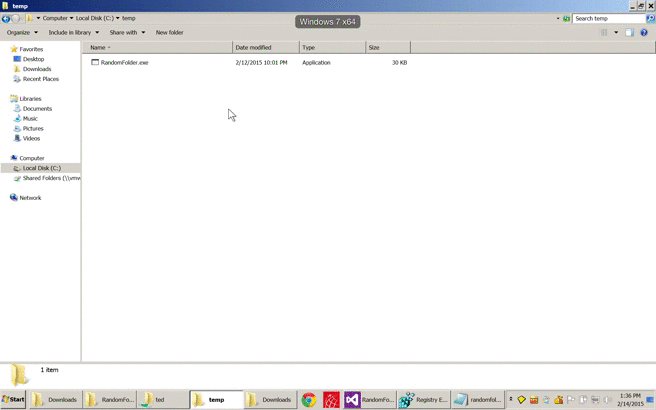 temp
Windows 7 x64
Computer Local Disk (C:) temp
Search temp
Organize Include in library Share with New folder
Name Date modified Type Size
RandomFolder.exe 2/12/2015 10:01 PM Application 30 KB
Favorites
Desktop
Downloads
Recent Places
Libraries
Documents
Music
Pictures
Videos
Computer
Local Disk (C:)
Shared Folders (\\vmw
Network
1 item
Start Downloads RandomFo... ted temp Downloads RandomFo... Registry E... randomfol...
1:36 PM
2/14/2015